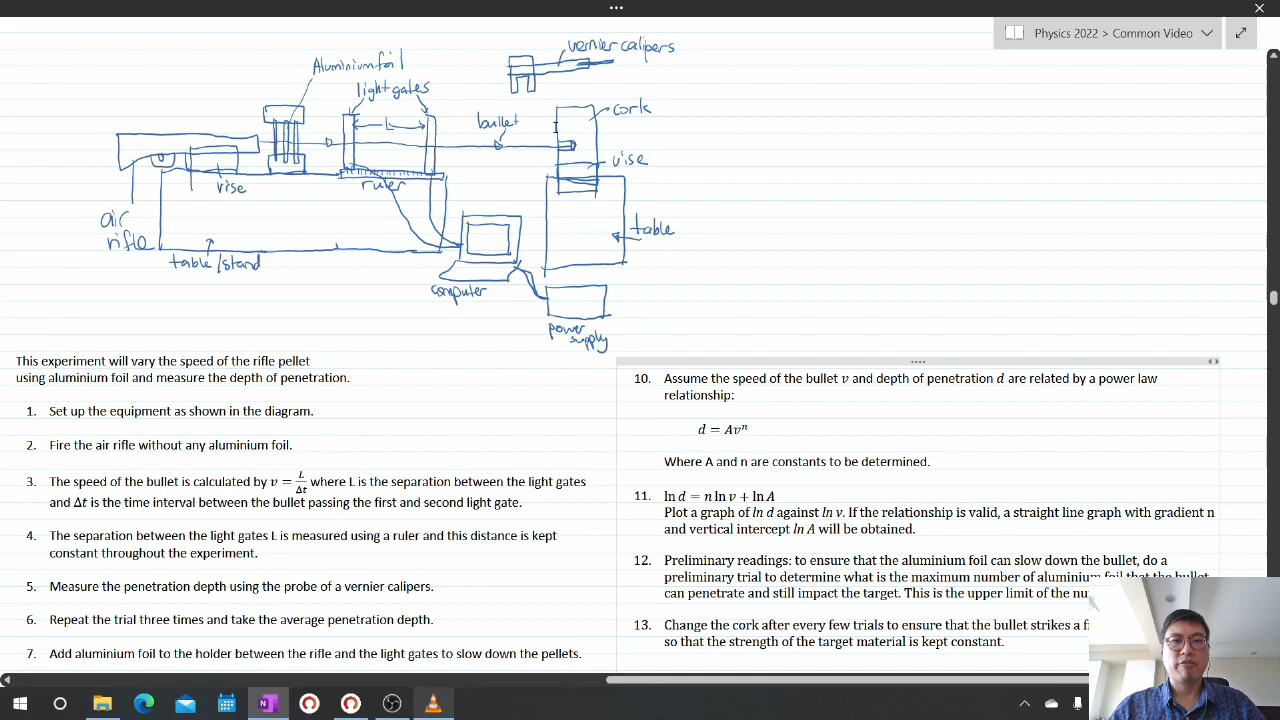 Physics 2022 > Common Video
vernier calipers
Aluminium foil
light gates
L
bullet
cork
vise
vise
ruler
air
rifle
table
table/stand
computer
power
supply
This experiment will vary the speed of the rifle pellet
using aluminium foil and measure the depth of penetration.
1. Set up the equipment as shown in the diagram.
2. Fire the air rifle without any aluminium foil.
3. The speed of the bullet is calculated by v = L/Δt where L is the separation between the light gates
and Δt is the time interval between the bullet passing the first and second light gate.
4. The separation between the light gates L is measured using a ruler and this distance is kept
constant throughout the experiment.
5. Measure the penetration depth using the probe of a vernier calipers.
6. Repeat the trial three times and take the average penetration depth.
7. Add aluminium foil to the holder between the rifle and the light gates to slow down the pellets.
10. Assume the speed of the bullet v and depth of penetration d are related by a power law
relationship:
d = Avⁿ
Where A and n are constants to be determined.
11. ln d = n ln v + ln A
Plot a graph of ln d against ln v. If the relationship is valid, a straight line graph with gradient n
and vertical intercept ln A will be obtained.
12. Preliminary readings: to ensure that the aluminium foil can slow down the bullet, do a
preliminary trial to determine what is the maximum number of aluminium foil that the bullet
can penetrate and still impact the target. This is the upper limit of the
13. Change the cork after every few trials to ensure that the bullet strikes a
so that the strength of the target material is kept constant.